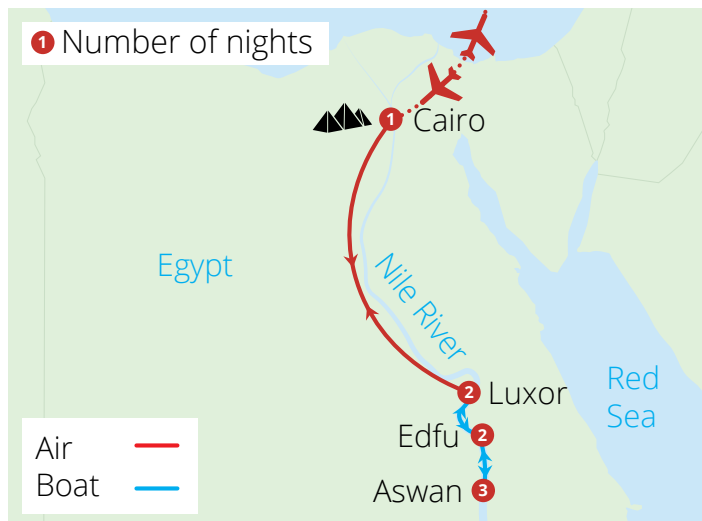 1 Number of nights
1 Cairo
Egypt
Nile River
2 Luxor
Red
Sea
Edfu 2
Aswan 3
Air
Boat